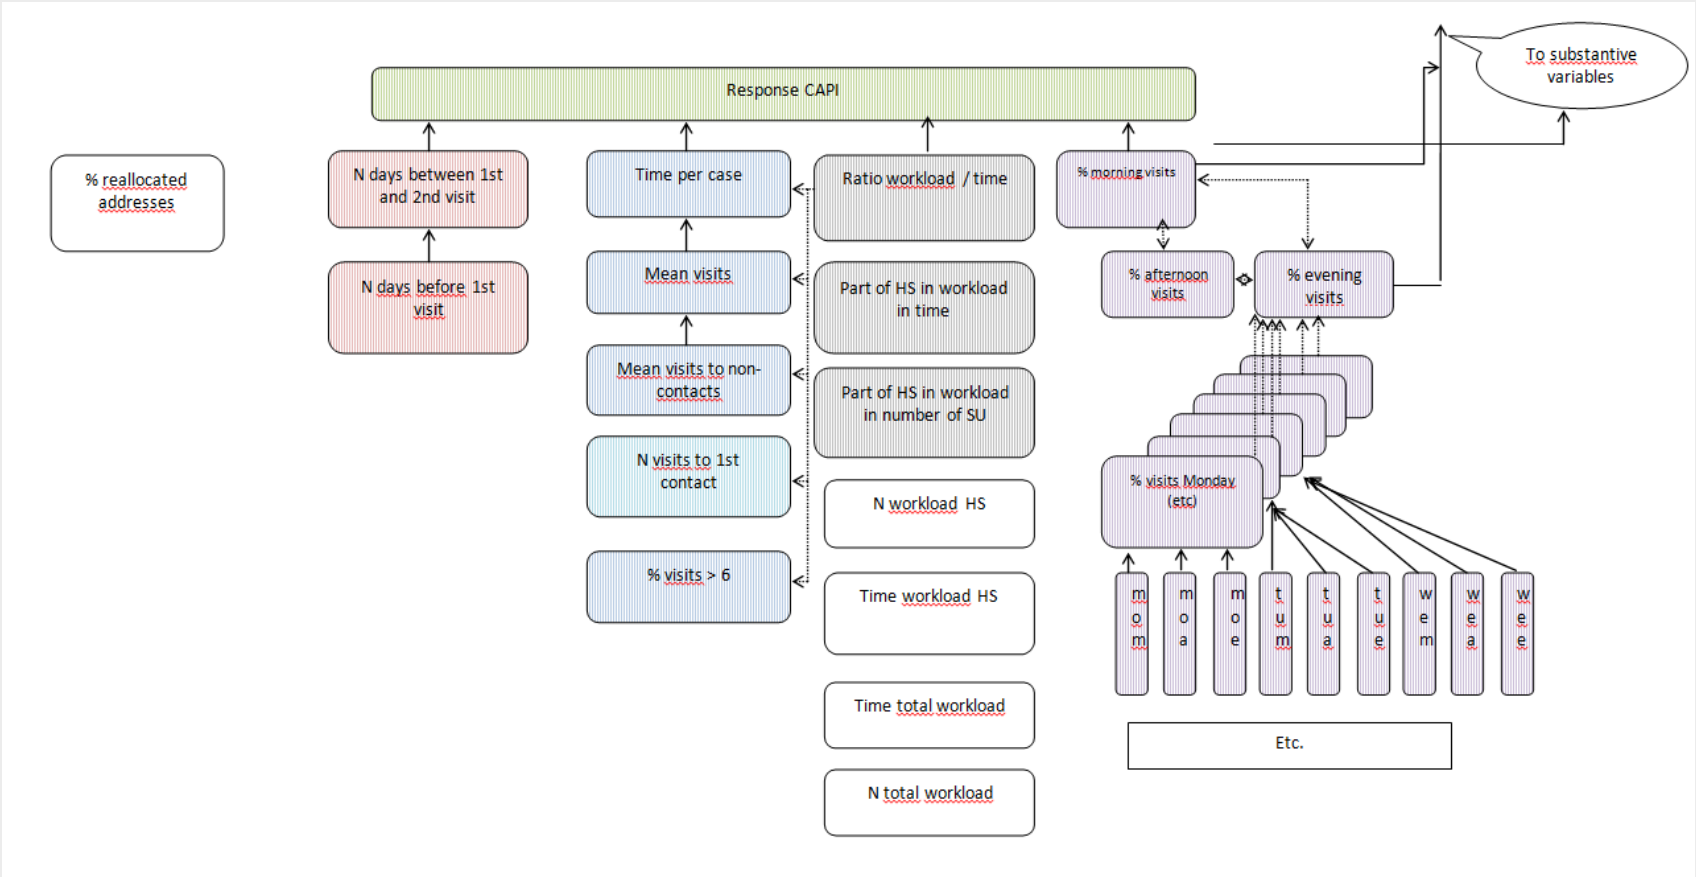 To substantive
variables
Response CAPI
% reallocated
addresses
N days between 1st
and 2nd visit
Time per case
Ratio workload / time
% morning visits
N days before 1st
visit
Mean visits
Part of HS in workload
in time
% afternoon
visits
% evening
visits
Mean visits to non-
contacts
Part of HS in workload
in number of SU
N visits to 1st
contact
N workload HS
% visits Monday
(etc)
% visits > 6
Time workload HS
m
o
m
m
o
a
m
o
e
t
u
m
t
u
a
t
u
e
w
e
m
w
e
a
w
e
e
Time total workload
Etc.
N total workload